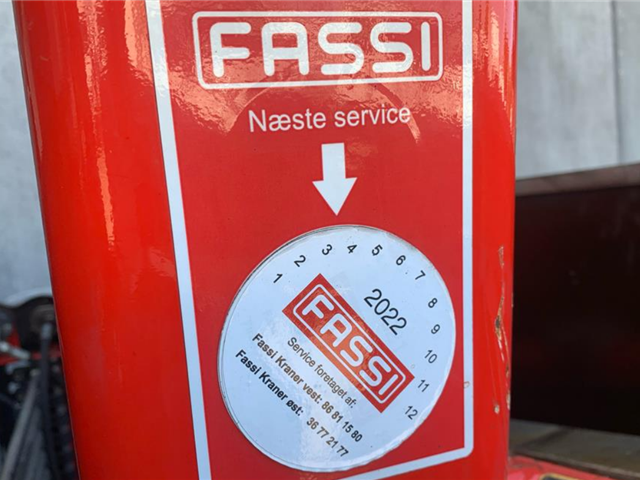 FASSI
Næste service
1 2 3 4 5 6 7 8 9 10 11 12
2022
FASSI
Service foretaget af:
Fassi Kraner vest: 86 81 15 80
Fassi Kraner øst: 36 77 21 77